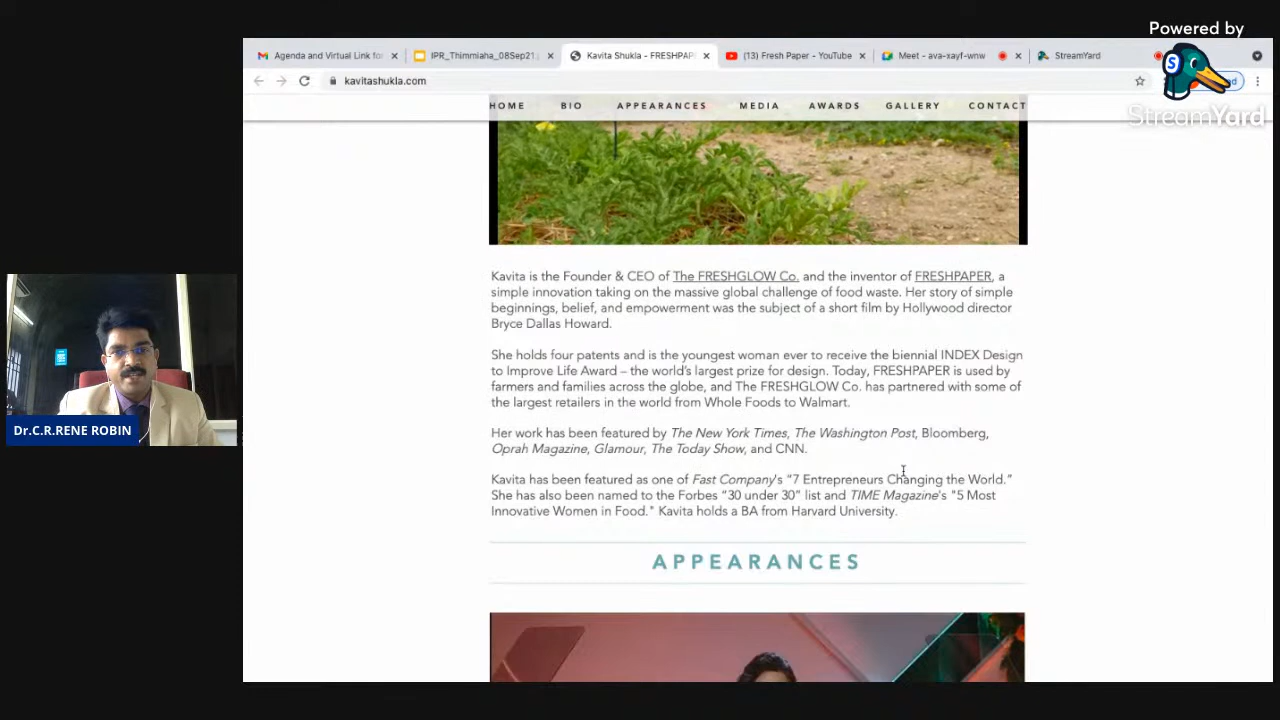 Powered by
StreamYard
Agenda and Virtual Link for
IPR_Thimmiaha_08Sep21.
Kavita Shukla - FRESHPAP
(13) Fresh Paper - YouTube
Meet - ava-xayf-wnw
StreamYard
kavitashukla.com
HOME BIO APPEARANCES MEDIA AWARDS GALLERY CONTACT
Kavita is the Founder & CEO of The FRESHGLOW Co. and the inventor of FRESHPAPER, a
simple innovation taking on the massive global challenge of food waste. Her story of simple
beginnings, belief, and empowerment was the subject of a short film by Hollywood director
Bryce Dallas Howard.
She holds four patents and is the youngest woman ever to receive the biennial INDEX Design
to Improve Life Award – the world's largest prize for design. Today, FRESHPAPER is used by
farmers and families across the globe, and The FRESHGLOW Co. has partnered with some of
the largest retailers in the world from Whole Foods to Walmart.
Her work has been featured by The New York Times, The Washington Post, Bloomberg,
Oprah Magazine, Glamour, The Today Show, and CNN.
Kavita has been featured as one of Fast Company's "7 Entrepreneurs Changing the World."
She has also been named to the Forbes "30 under 30" list and TIME Magazine's "5 Most
Innovative Women in Food." Kavita holds a BA from Harvard University.
APPEARANCES
Dr.C.R.RENE ROBIN